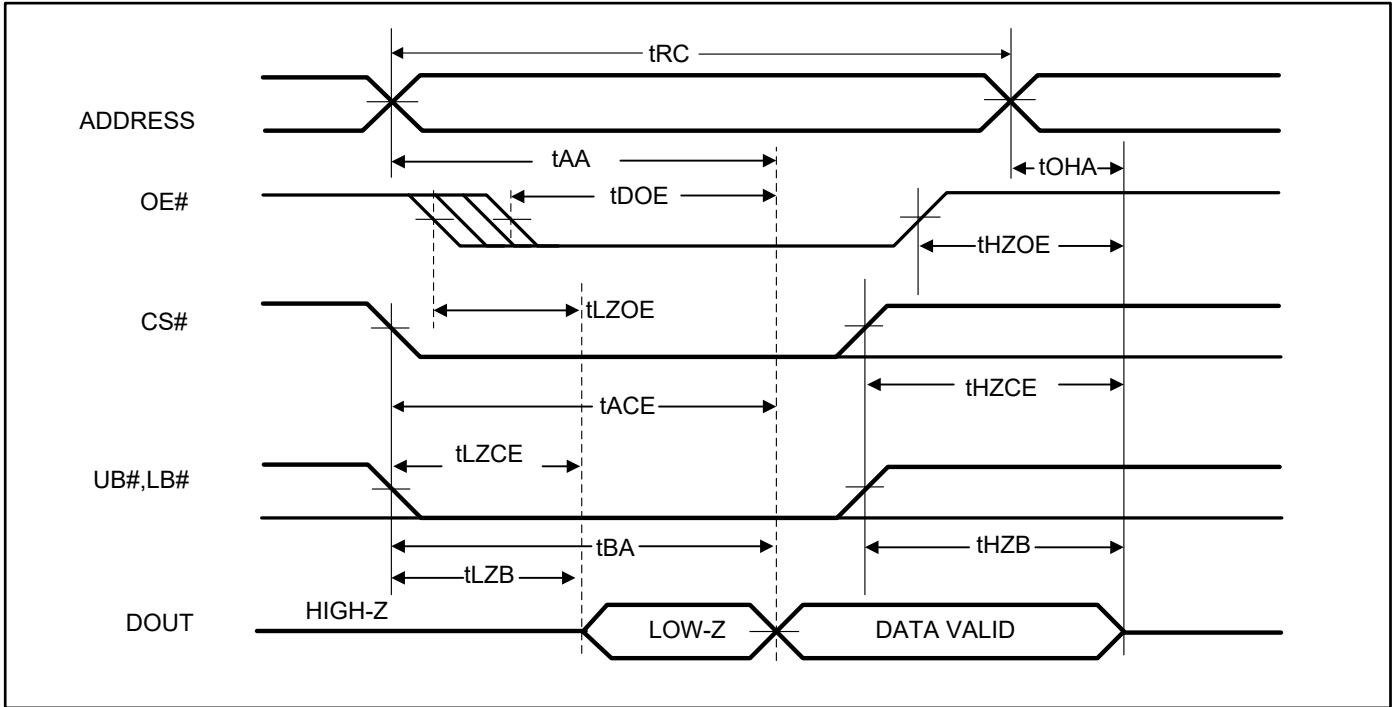 tRC
ADDRESS
tAA
tOHA
OE#
tDOE
tHZOE
tLZOE
CS#
tHZCE
tACE
tLZCE
UB#,LB#
tBA
tHZB
tLZB
HIGH-Z
DOUT
LOW-Z
DATA VALID